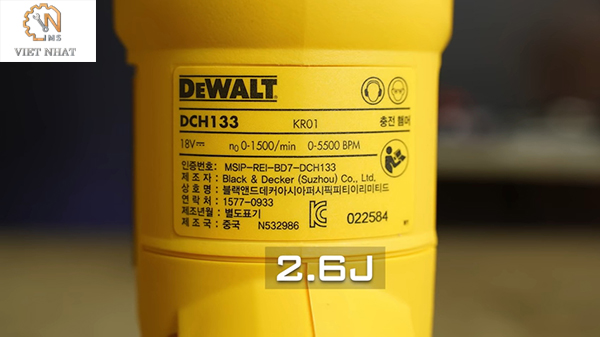 VN
MS
VIET NHAT
DEWALT
DCH133 KR01 충전 햄머
18V⎓ n₀ 0-1500/min 0-5500 BPM
인증번호: MSIP-REI-BD7-DCH133
제 조 자 : Black & Decker (Suzhou) Co., Ltd.
상 호 명 : 블랙앤드데커아시아퍼시픽피티이리미티드
연 락 처 : 1577-0933
제조년월 : 별도표기
제 조 국 : 중국 N532986 022584
2.6J